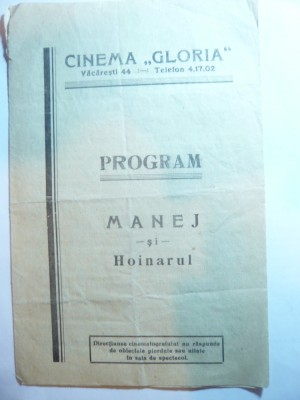 CINEMA „GLORIA“
Văcărești 44 Telefon 4.17.02
PROGRAM
MANEJ
— și —
Hoinarul
Direcțiunea cinematografului nu răspunde
de obiectele pierdute sau uitate
în sala de spectacol.